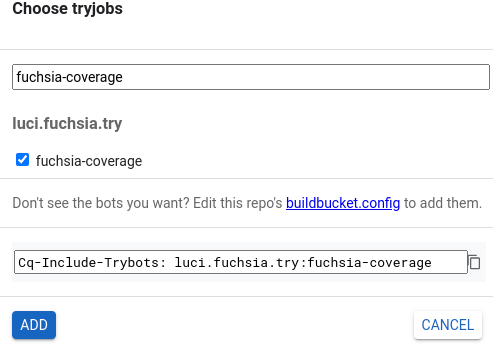 Choose tryjobs
fuchsia-coverage
luci.fuchsia.try
fuchsia-coverage
Don't see the bots you want? Edit this repo's buildbucket.config to add them.
Cq-Include-Trybots: luci.fuchsia.try:fuchsia-coverage
ADD CANCEL